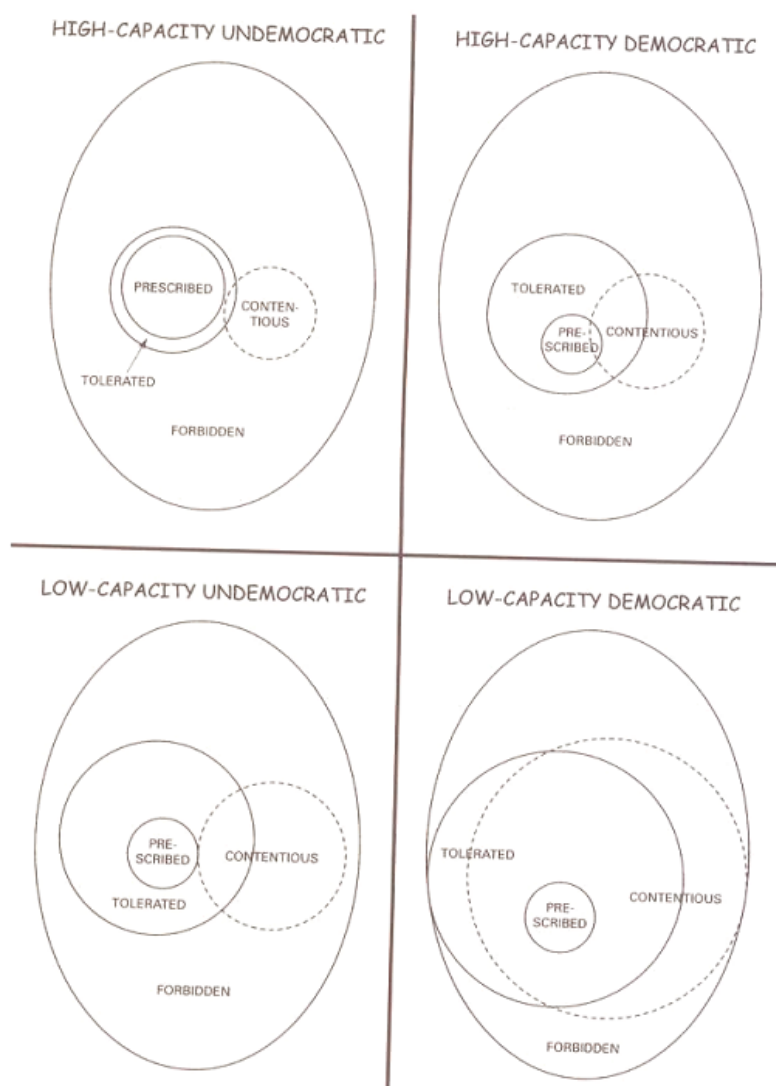 HIGH-CAPACITY UNDEMOCRATIC
PRESCRIBED
CONTEN-
TIOUS
TOLERATED
FORBIDDEN
HIGH-CAPACITY DEMOCRATIC
TOLERATED
PRE-
SCRIBED
CONTENTIOUS
FORBIDDEN
LOW-CAPACITY UNDEMOCRATIC
PRE-
SCRIBED
CONTENTIOUS
TOLERATED
FORBIDDEN
LOW-CAPACITY DEMOCRATIC
TOLERATED
PRE-
SCRIBED
CONTENTIOUS
FORBIDDEN